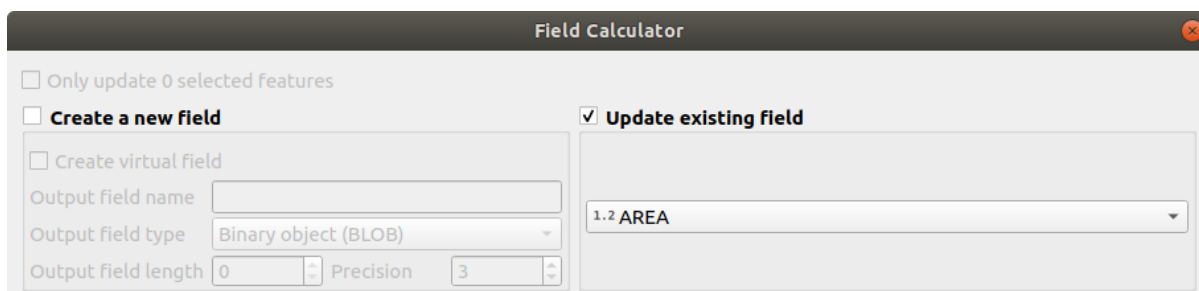 Field Calculator
Only update 0 selected features
Create a new field
Update existing field
Create virtual field
Output field name
1.2 AREA
Output field type Binary object (BLOB)
Output field length 0 Precision 3